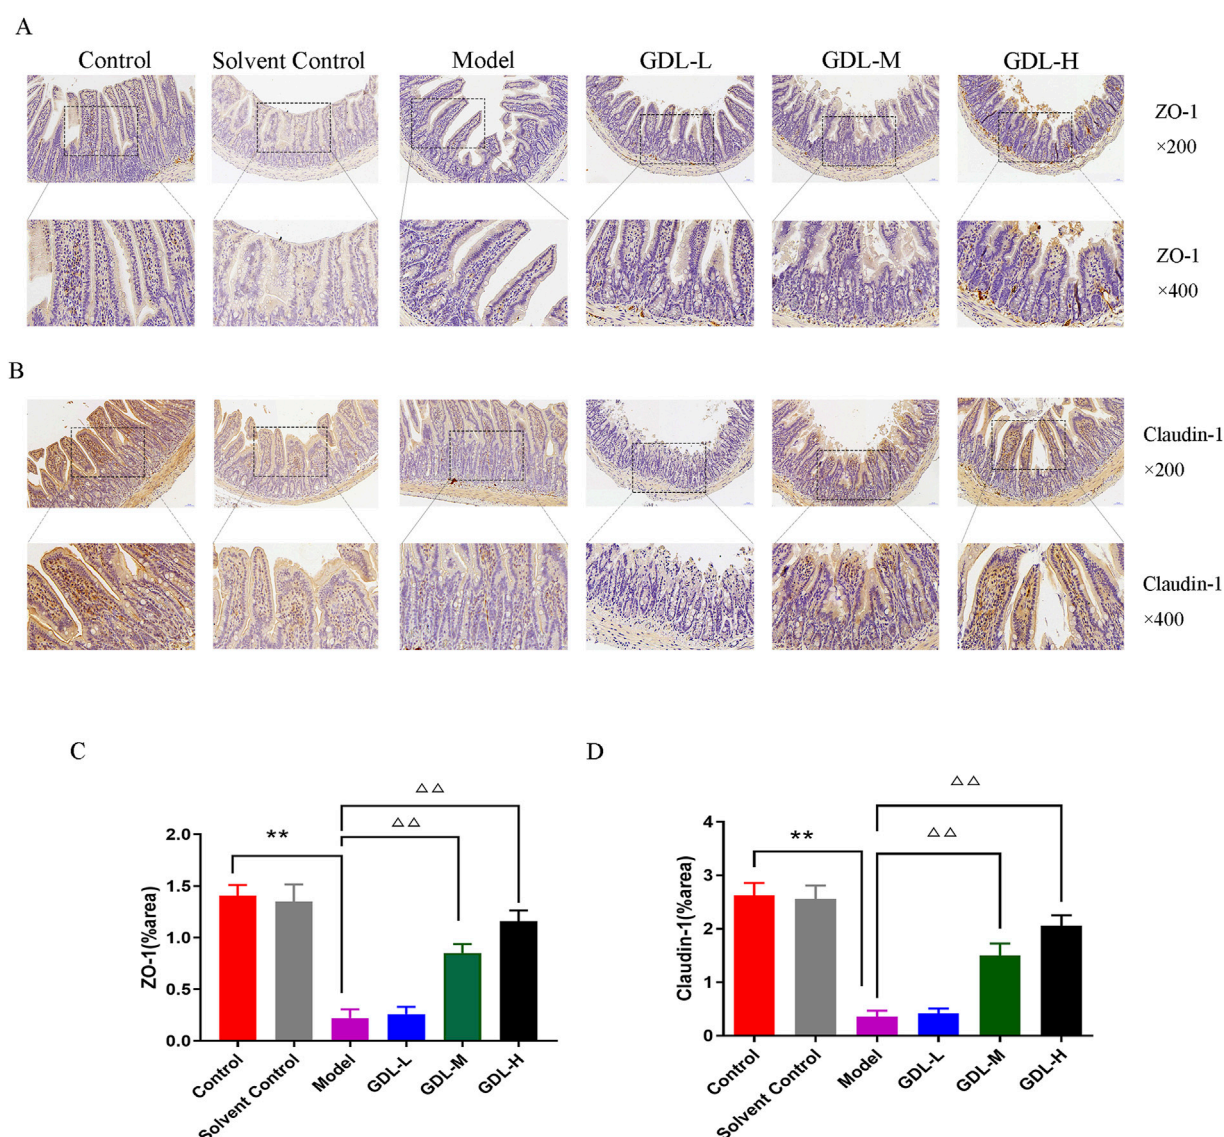 A
Control Solvent Control Model GDL-L GDL-M GDL-H
ZO-1
×200
ZO-1
×400
B
Claudin-1
×200
Claudin-1
×400
C
△△
△△
**
ZO-1(%area)
2.0
1.5
1.0
0.5
0.0
Control Solvent Control Model GDL-L GDL-M GDL-H
D
△△
△△
**
Claudin-1(%area)
4
3
2
1
0
Control Solvent Control Model GDL-L GDL-M GDL-H